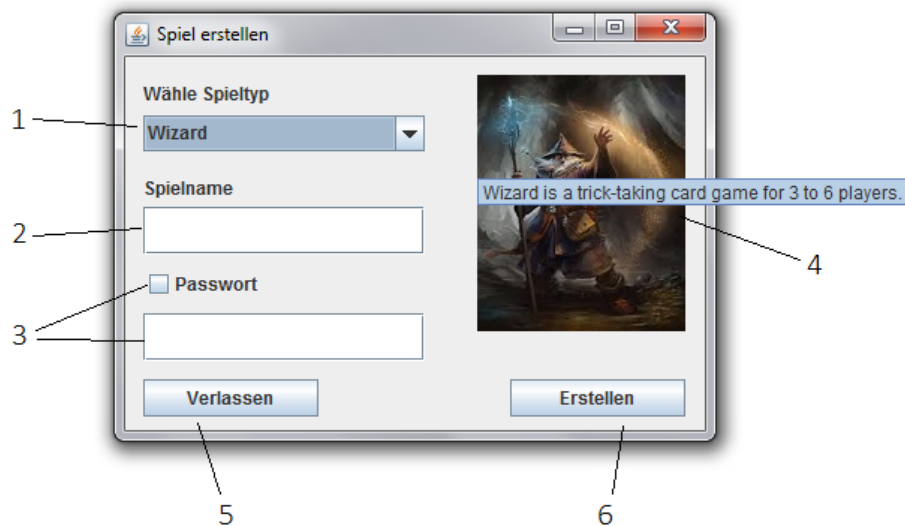 Spiel erstellen
Wähle Spieltyp
1
Wizard
Spielname
Wizard is a trick-taking card game for 3 to 6 players.
2
4
Passwort
3
Verlassen
Erstellen
5
6